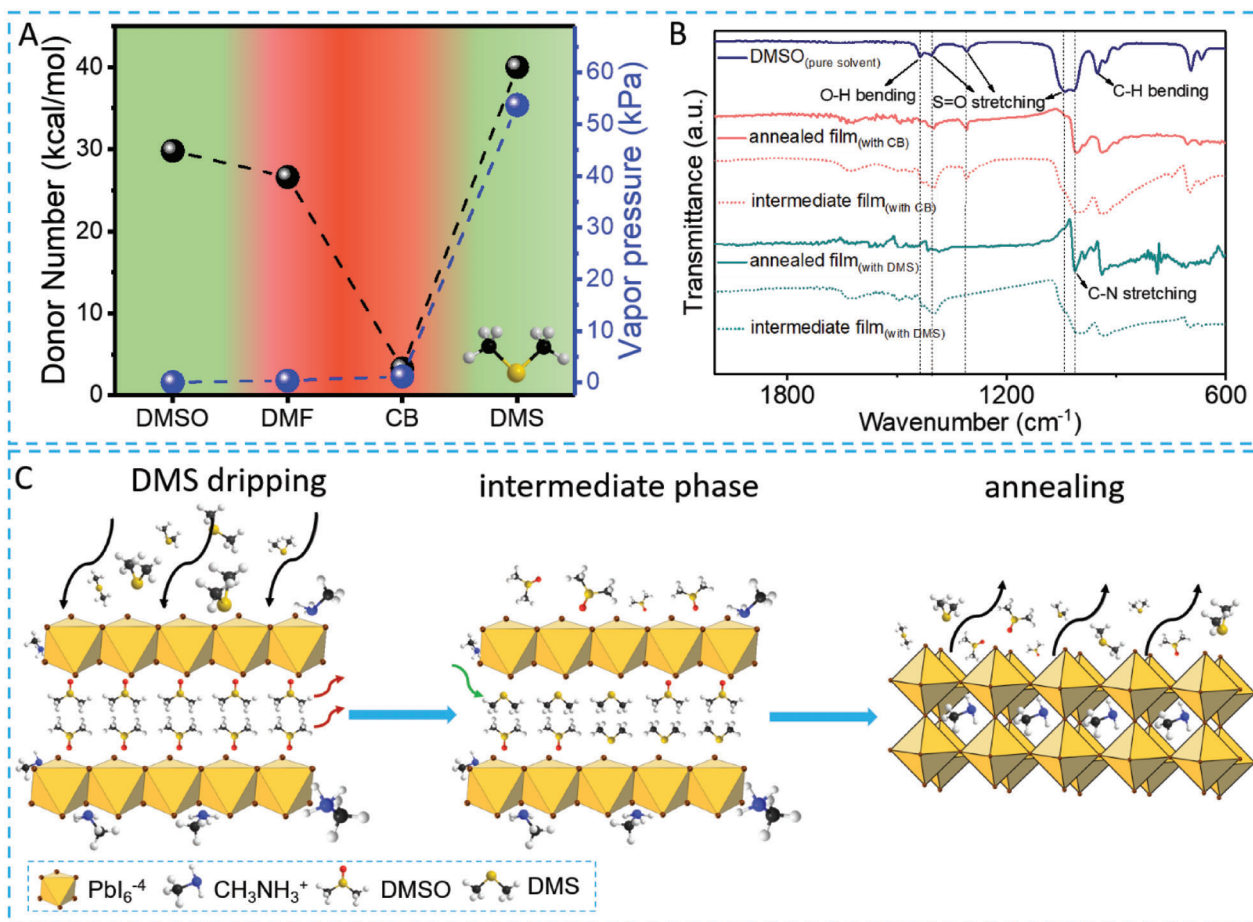 A
Donor Number (kcal/mol)
40
30
20
10
0
DMSO DMF CB DMS
60
50
40
30
20
10
0
Vapor pressure (kPa)
B
Transmittance (a.u.)
DMSO(pure solvent)
O-H bending
S=O stretching
C-H bending
annealed film(with CB)
intermediate film(with CB)
annealed film(with DMS)
C-N stretching
intermediate film(with DMS)
1800 1200 600
Wavenumber (cm-1)
C
DMS dripping
intermediate phase
annealing
PbI6-4 CH3NH3+ DMSO DMS